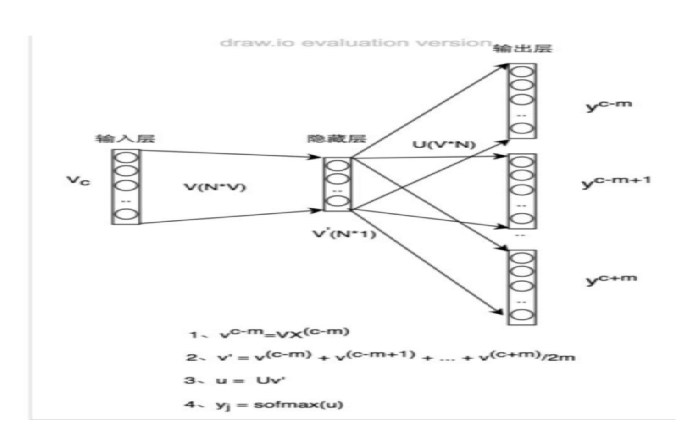 draw.io evaluation version
输出层
y^c-m
输入层
隐藏层
U(V*N)
V_c
V(N*V)
y^c-m+1
V'(N*1)
y^c+m
1、v^c-m=VX^(c-m)
2、v' = v^(c-m) + v^(c-m+1) + ... + v^(c+m)/2m
3、u = Uv'
4、y_j = sofmax(u)